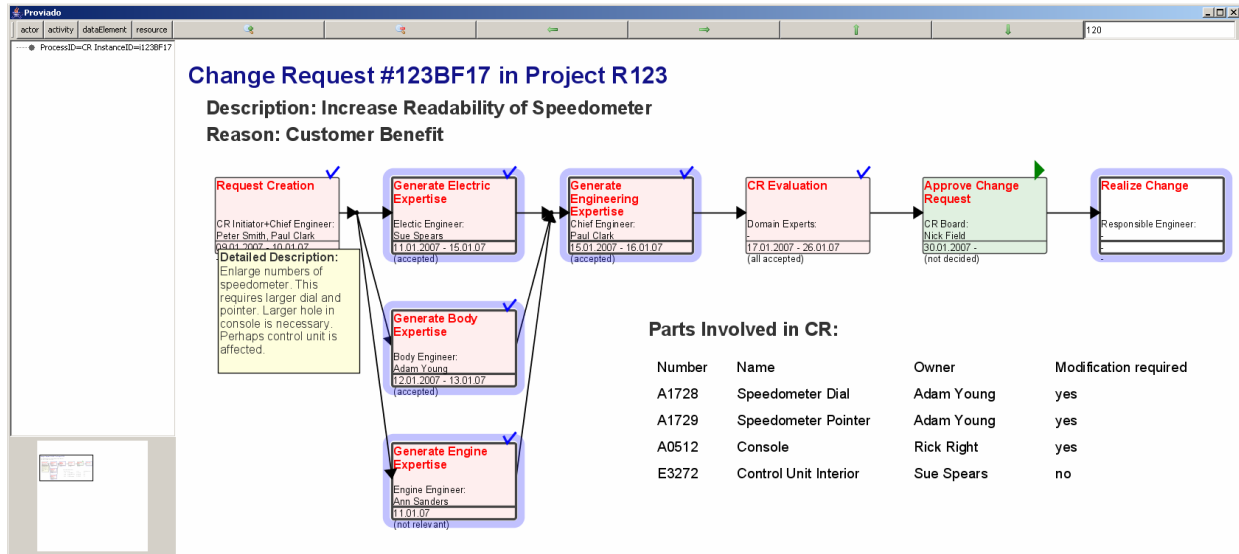 Proviado
actor activity dataElement resource
120
ProcessID=CR InstanceID=i123BF17
Change Request #123BF17 in Project R123
Description: Increase Readability of Speedometer
Reason: Customer Benefit
Request Creation
CR Initiator+Chief Engineer:
Peter Smith, Paul Clark
09.01.2007 - 10.01.07
Detailed Description:
Enlarge numbers of
speedometer. This
requires larger dial and
pointer. Larger hole in
console is necessary.
Perhaps control unit is
affected.
Generate Electric
Expertise
Electic Engineer:
Sue Spears
11.01.2007 - 15.01.07
(accepted)
Generate Body
Expertise
Body Engineer:
Adam Young
12.01.2007 - 13.01.07
(accepted)
Generate Engine
Expertise
Engine Engineer:
Ann Sanders
11.01.07
(not relevant)
Generate
Engineering
Expertise
Chief Engineer:
Paul Clark
15.01.2007 - 16.01.07
(accepted)
CR Evaluation
Domain Experts:
-
17.01.2007 - 26.01.07
(all accepted)
Approve Change
Request
CR Board:
Nick Field
30.01.2007 -
(not decided)
Realize Change
Responsible Engineer:
-
-
-
Parts Involved in CR:
Number Name Owner Modification required
A1728 Speedometer Dial Adam Young yes
A1729 Speedometer Pointer Adam Young yes
A0512 Console Rick Right yes
E3272 Control Unit Interior Sue Spears no